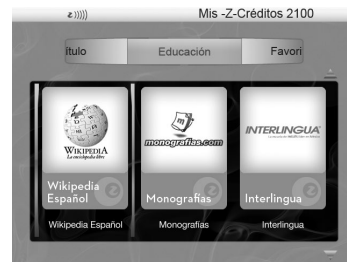 z)))))
Mis -Z-Créditos 2100
ítulo
Educación
Favori
WIKIPEDIA
La enciclopedia libre
monografias.com
INTERLINGUA
Wikipedia
Español
Monografías
Interlingua
Wikipedia Español
Monografías
Interlingua